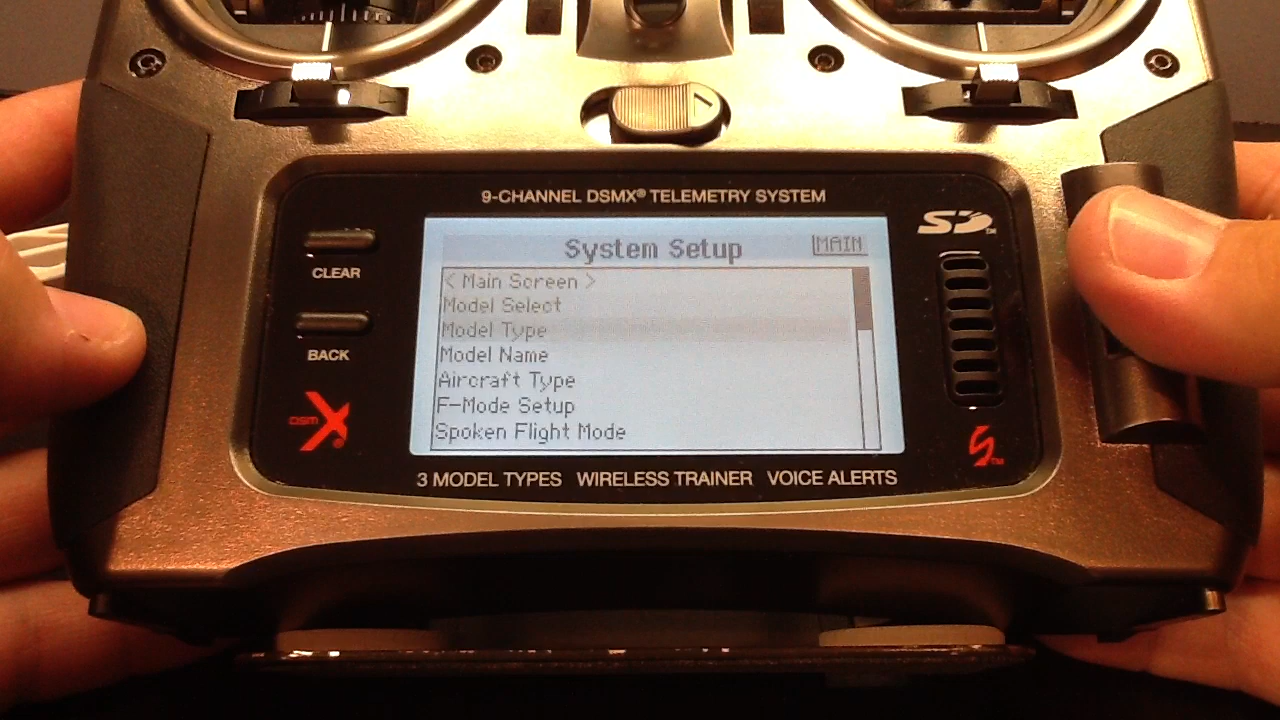 9-CHANNEL DSMX® TELEMETRY SYSTEM
System Setup
MAIN
< Main Screen >
Model Select
Model Type
Model Name
Aircraft Type
F-Mode Setup
Spoken Flight Mode
CLEAR
BACK
DSM X
SD™
3 MODEL TYPES WIRELESS TRAINER VOICE ALERTS